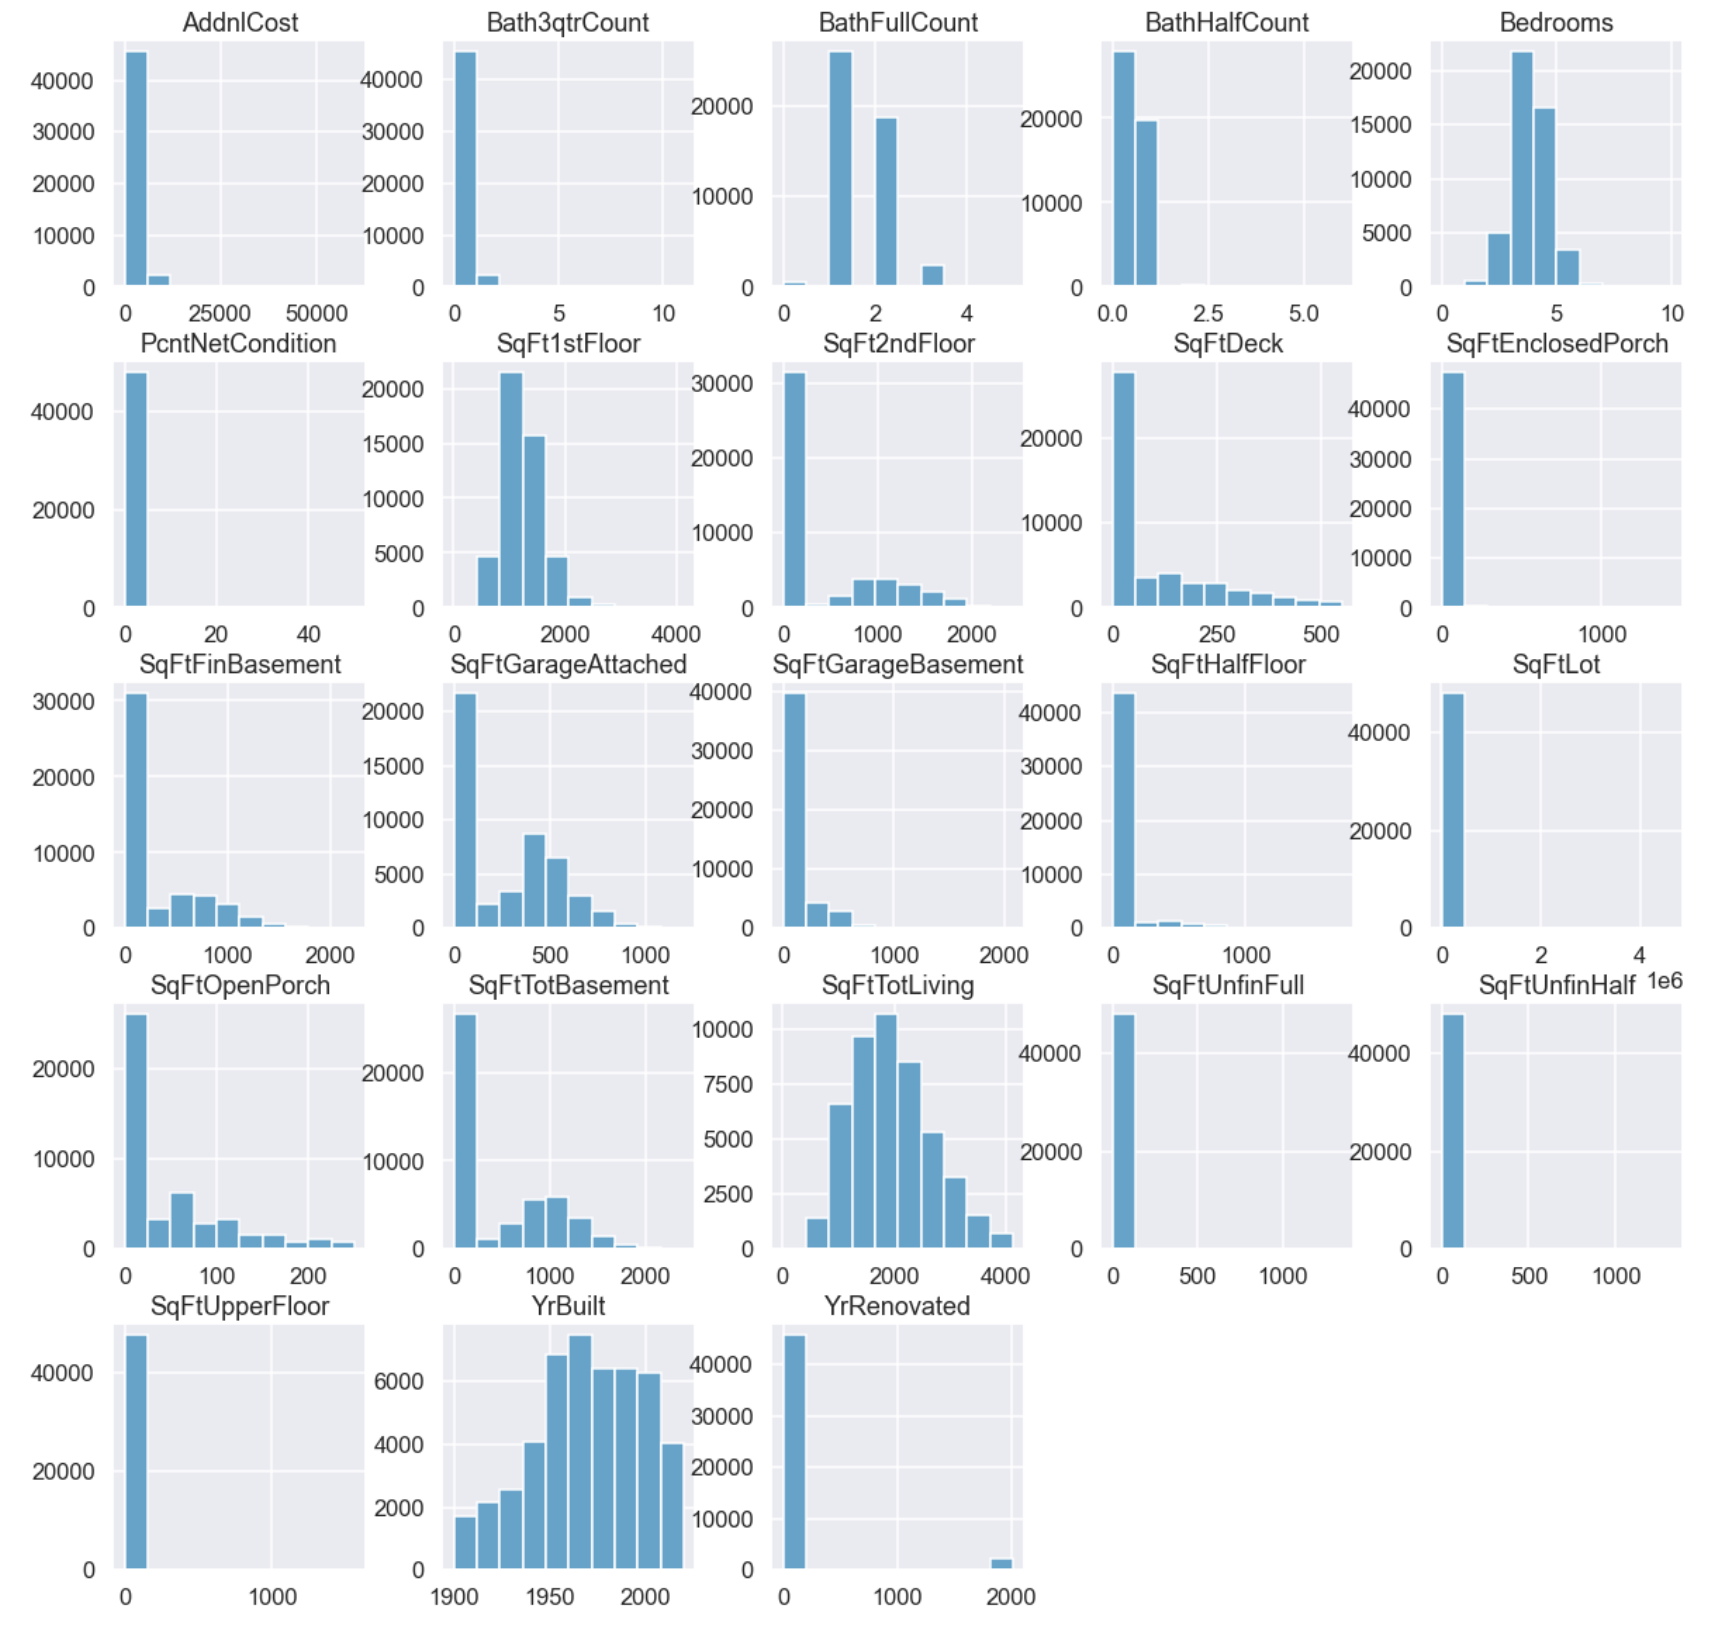 AddnlCost
40000
30000
20000
10000
0
0 25000 50000
Bath3qtrCount
40000
30000
20000
10000
0
0 5 10
BathFullCount
20000
10000
0
0 2 4
BathHalfCount
20000
10000
0
0.0 2.5 5.0
Bedrooms
20000
15000
10000
5000
0
0 5 10
PcntNetCondition
40000
20000
0
0 20 40
SqFt1stFloor
20000
15000
10000
5000
0
0 2000 4000
SqFt2ndFloor
30000
20000
10000
0
0 1000 2000
SqFtDeck
20000
10000
0
0 250 500
SqFtEnclosedPorch
40000
30000
20000
10000
0
0 1000
SqFtFinBasement
30000
20000
10000
0
0 1000 2000
SqFtGarageAttached
20000
15000
10000
5000
0
0 500 1000
SqFtGarageBasement
40000
30000
20000
10000
0
0 1000 2000
SqFtHalfFloor
40000
30000
20000
10000
0
0 1000
SqFtLot
40000
20000
0
0 2 4
1e6
SqFtOpenPorch
20000
10000
0
0 100 200
SqFtTotBasement
20000
10000
0
0 1000 2000
SqFtTotLiving
10000
7500
5000
2500
0
0 2000 4000
SqFtUnfinFull
40000
20000
0
0 500 1000
SqFtUnfinHalf
40000
20000
0
0 500 1000
SqFtUpperFloor
40000
20000
0
0 1000
YrBuilt
6000
4000
2000
0
1900 1950 2000
YrRenovated
40000
30000
20000
10000
0
0 1000 2000